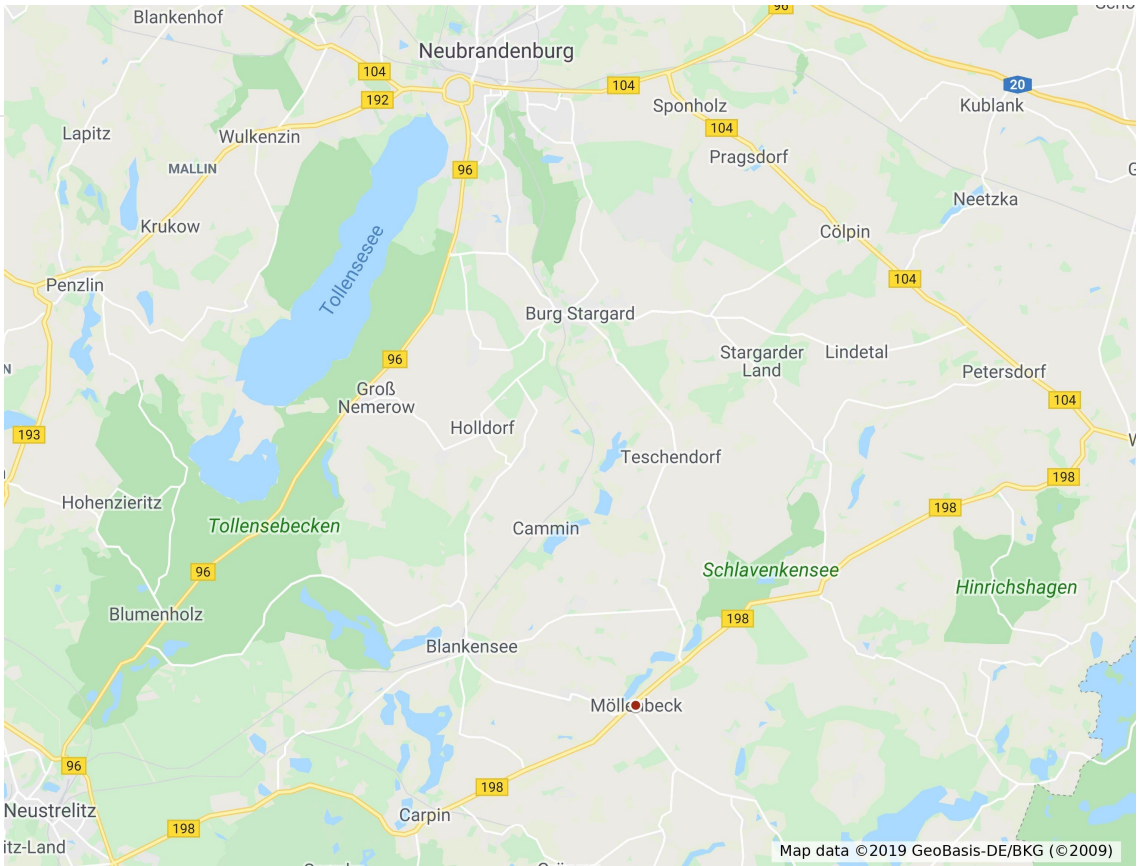 Blankenhof
96
Neubrandenburg
104
104
20
192
Sponholz
Kublank
Lapitz
Wulkenzin
104
Pragsdorf
MALLIN
96
Neetzka
Krukow
Cölpin
Tollensesee
104
Penzlin
Burg Stargard
96
Stargarder
Land
Lindetal
Petersdorf
Groß
Nemerow
104
193
Holldorf
Teschendorf
198
Hohenzieritz
198
Tollensebecken
Cammin
96
Schlavenkensee
Hinrichshagen
Blumenholz
198
Blankensee
Möllenbeck
96
198
Neustrelitz
Carpin
198
itz-Land
Map data ©2019 GeoBasis-DE/BKG (©2009)